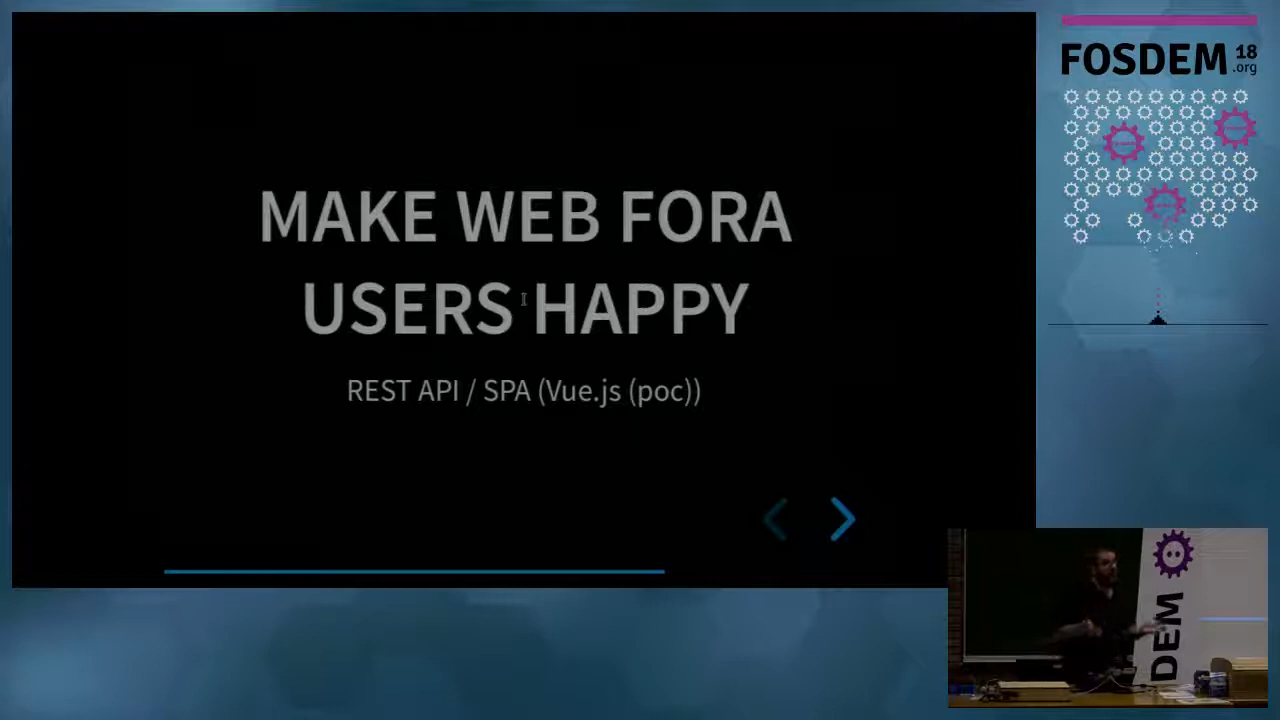 MAKE WEB FORA
USERS HAPPY
REST API / SPA (Vue.js (poc))
FOSDEM 18
.org
DEM